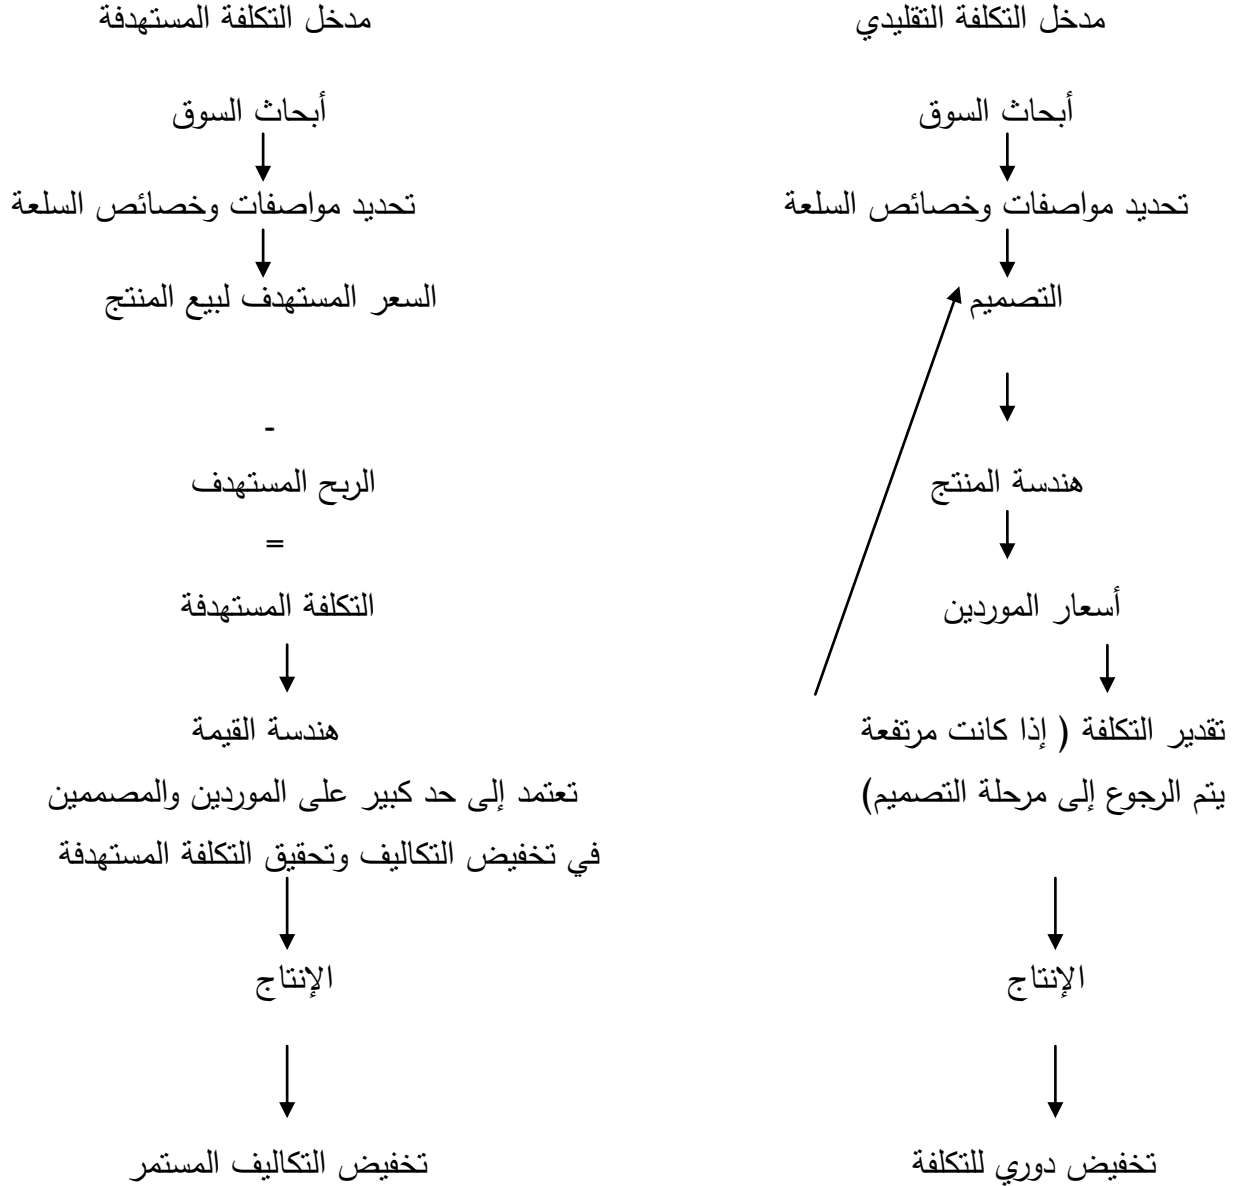 مدخل التكلفة التقليدي
أبحاث السوق
تحديد مواصفات وخصائص السلعة
التصميم
هندسة المنتج
أسعار الموردين
تقدير التكلفة ( إذا كانت مرتفعة
يتم الرجوع إلى مرحلة التصميم)
الإنتاج
تخفيض دوري للتكلفة
مدخل التكلفة المستهدفة
أبحاث السوق
تحديد مواصفات وخصائص السلعة
السعر المستهدف لبيع المنتج
-
الربح المستهدف
=
التكلفة المستهدفة
هندسة القيمة
تعتمد إلى حد كبير على الموردين والمصممين
في تخفيض التكاليف وتحقيق التكلفة المستهدفة
الإنتاج
تخفيض التكاليف المستمر